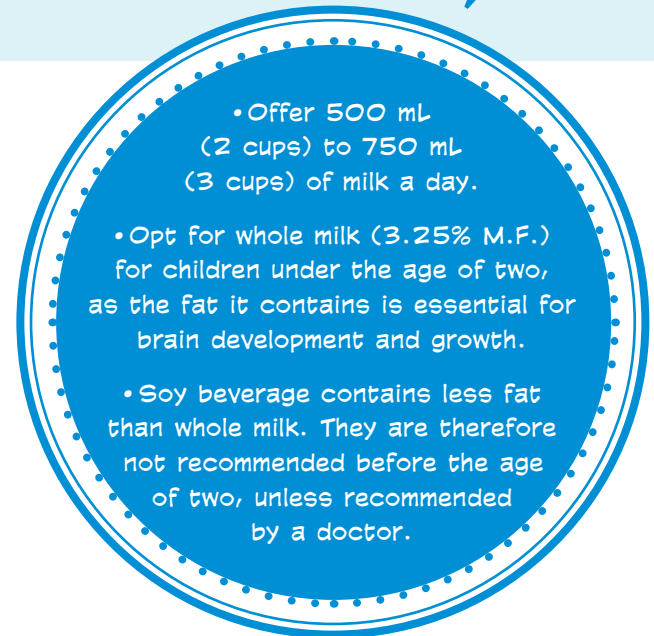 • Offer 500 mL
(2 cups) to 750 mL
(3 cups) of milk a day.
• Opt for whole milk (3.25% M.F.)
for children under the age of two,
as the fat it contains is essential for
brain development and growth.
• Soy beverage contains less fat
than whole milk. They are therefore
not recommended before the age
of two, unless recommended
by a doctor.